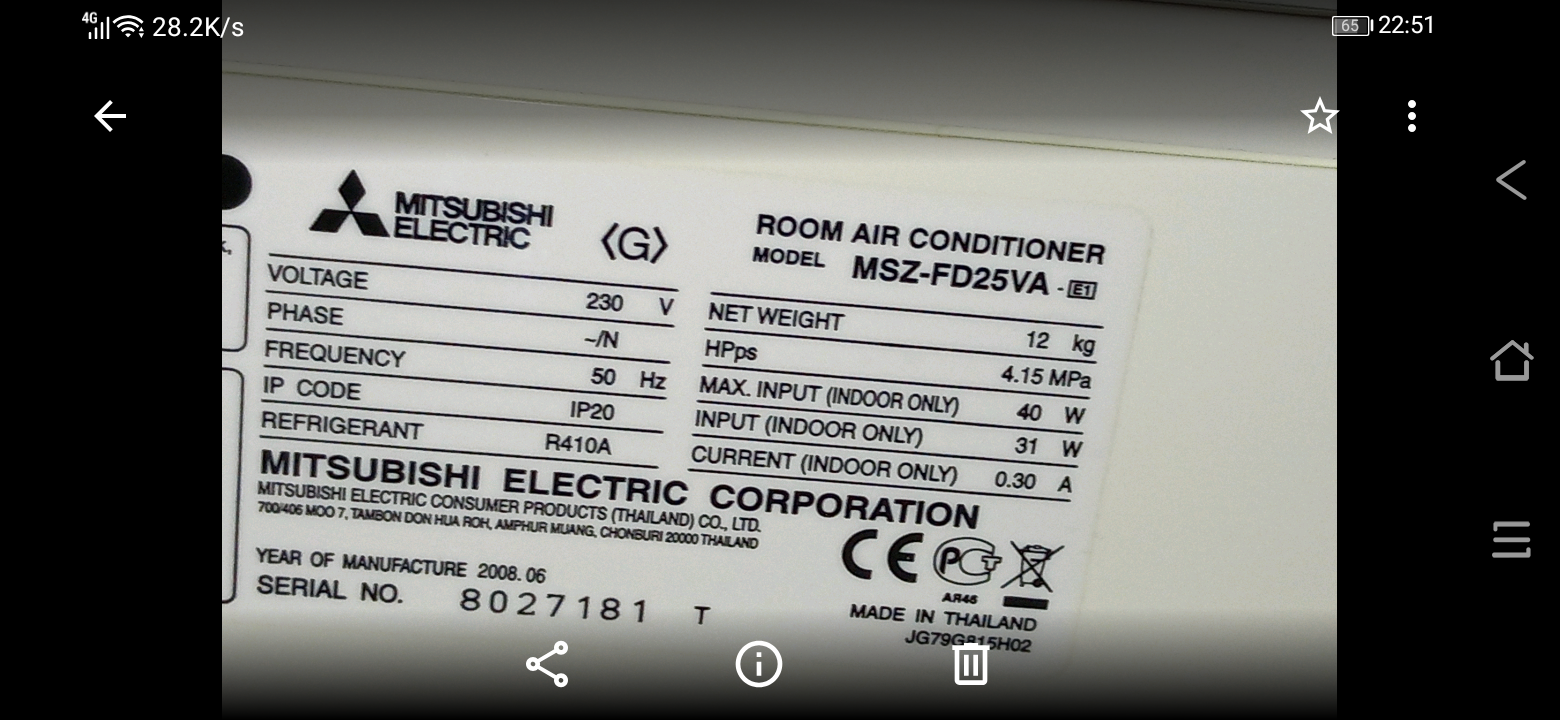 4G 28.2K/s
65 22:51
MITSUBISHI
ELECTRIC
〈G〉
ROOM AIR CONDITIONER
MODEL MSZ-FD25VA - E1
VOLTAGE 230 V
PHASE ~/N
FREQUENCY 50 Hz
IP CODE IP20
REFRIGERANT R410A
NET WEIGHT 12 kg
HPps 4.15 MPa
MAX. INPUT (INDOOR ONLY) 40 W
INPUT (INDOOR ONLY) 31 W
CURRENT (INDOOR ONLY) 0.30 A
MITSUBISHI ELECTRIC CORPORATION
MITSUBISHI ELECTRIC CONSUMER PRODUCTS (THAILAND) CO., LTD.
700/406 MOO 7, TAMBON DON HUA ROH, AMPHUR MUANG, CHONBURI 20000 THAILAND
YEAR OF MANUFACTURE 2008. 06
SERIAL NO. 8027181 T
CE PCT
AR46
MADE IN THAILAND
JG79G815H02